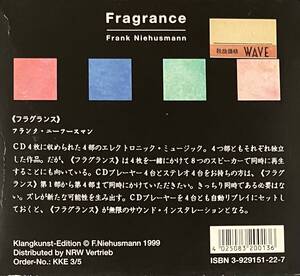 Fragrance
Frank Niehusmann
税抜価格 WAVE
《フラグランス》
フランク・ニーフースマン
CD4枚に収められた4部のエレクトロニック・ミュージック。4つ部ともそれぞれ独立
した作品。だが、《フラグランス》は4枚を一緒にかけて8つのスピーカーで同時に再生
することにも向いている。CDプレーヤー4台とステレオ4台をお持ちの方は、《フラグ
ランス》第1部から第4部まで同時にかけていただきたい。きっちり同時である必要はな
い。ズレが新たな可能性を生み出す。CDプレーヤーを4台とも自動リプレイにセットし
ておくと、《フラグランス》が無限のサウンド・インスタレーションとなる。
Klangkunst-Edition © F.Niehusmann 1999
Distributed by NRW Vertrieb
Order-No.: KKE 3/5
4 025083 200136
ISBN 3-929151-22-7